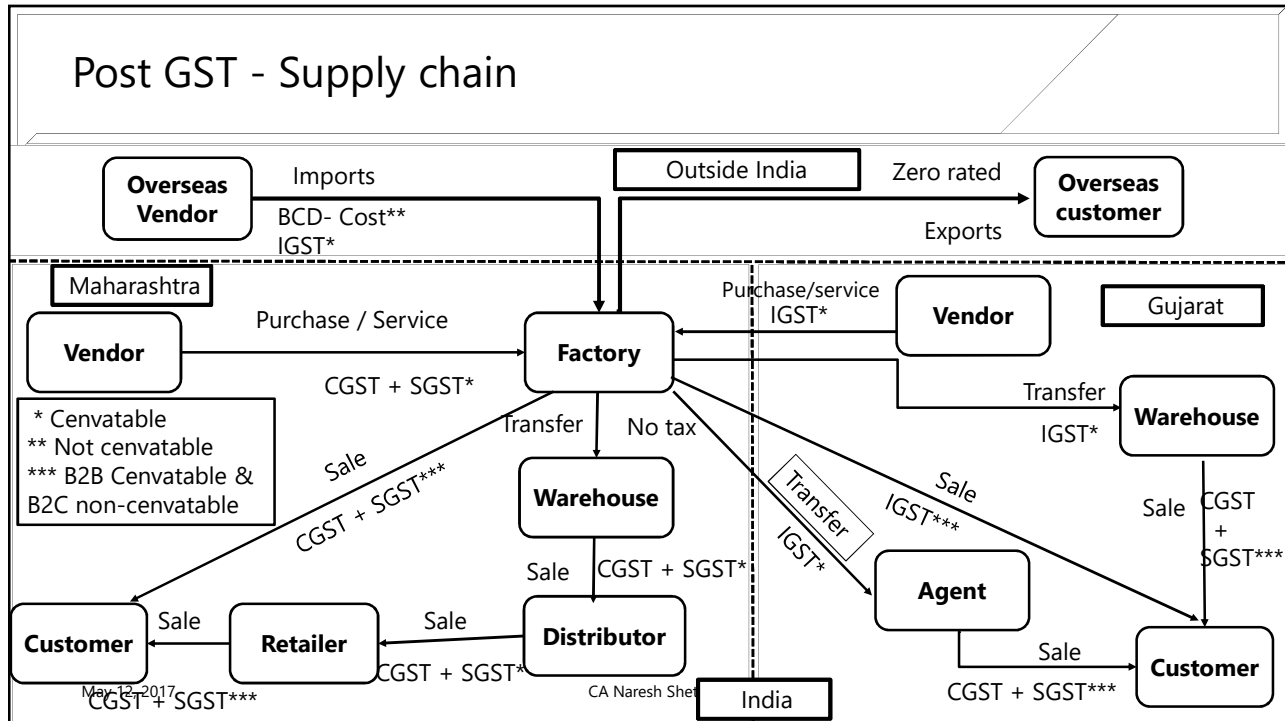 Post GST - Supply chain
Outside India
Overseas
Vendor
Imports
BCD- Cost**
IGST*
Zero rated
Exports
Overseas
customer
Maharashtra
Vendor
Purchase / Service
CGST + SGST*
Factory
Purchase/service
IGST*
Vendor
Gujarat
* Cenvatable
** Not cenvatable
*** B2B Cenvatable &
B2C non-cenvatable
Sale
CGST + SGST***
Transfer
No tax
Warehouse
Sale
CGST + SGST*
Distributor
Sale
CGST + SGST*
Retailer
Sale
CGST + SGST***
Customer
Transfer
IGST*
Sale
IGST***
Agent
Sale
CGST + SGST***
Transfer
IGST*
Warehouse
Sale
CGST
+
SGST***
Customer
May 12, 2017
CA Naresh
India